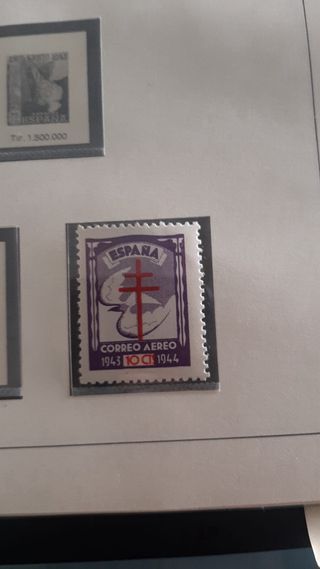 ESPAÑA
Tir. 1.500.000
ESPAÑA
CORREO AEREO
1943 10 Cts 1944